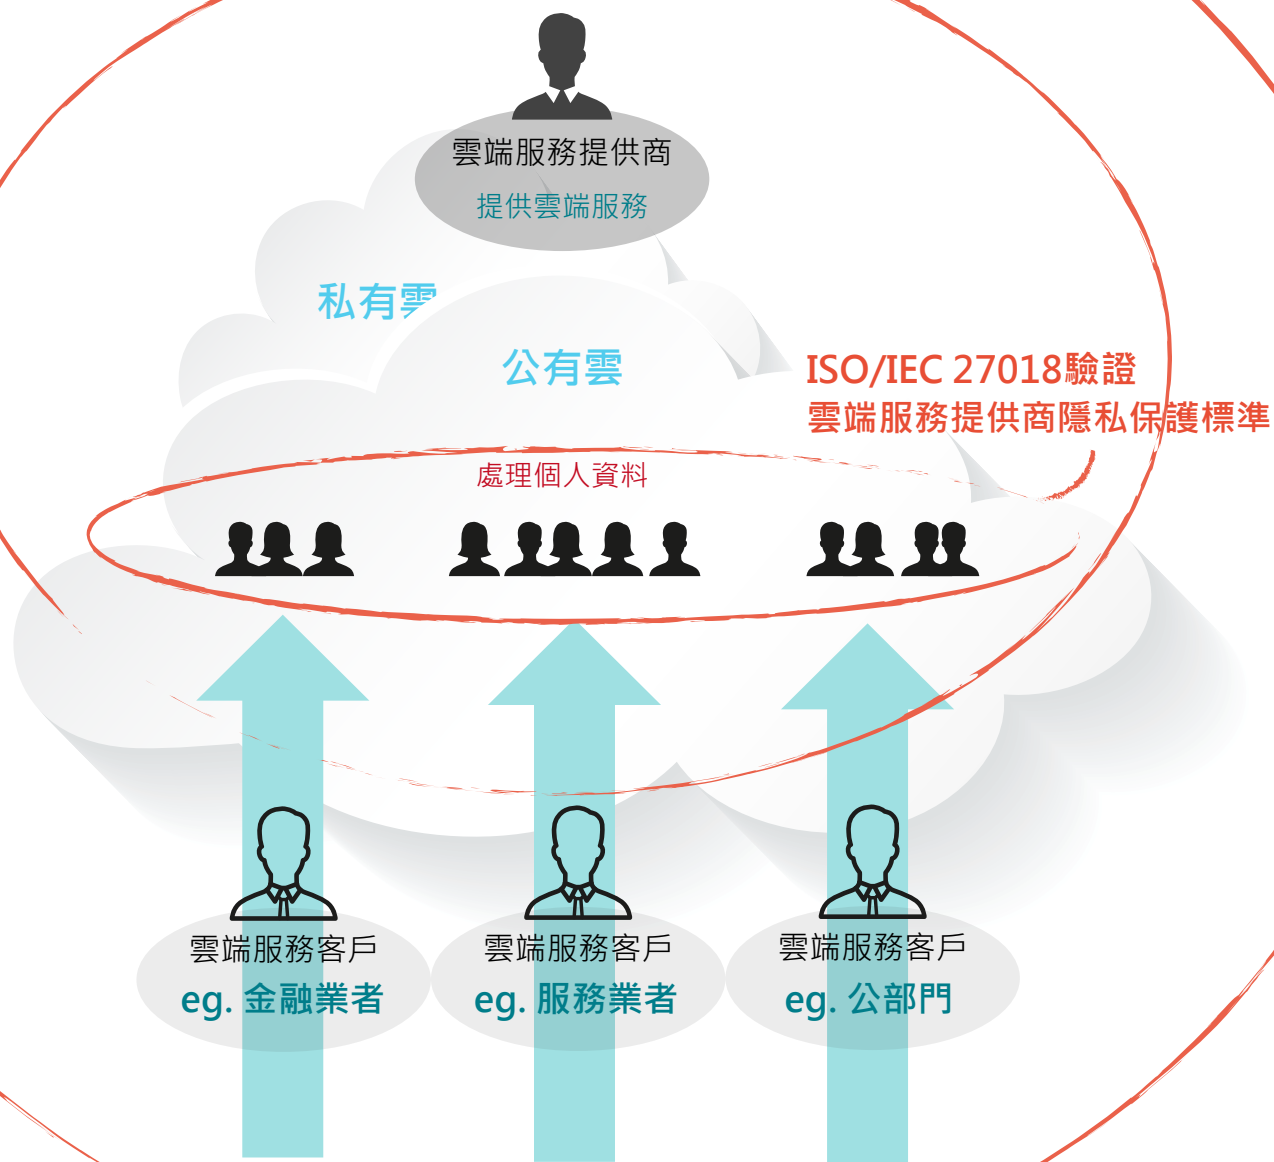 雲端服務提供商
提供雲端服務
私有雲
公有雲
ISO/IEC 27018驗證
雲端服務提供商隱私保護標準
處理個人資料
雲端服務客戶
eg. 金融業者
雲端服務客戶
eg. 服務業者
雲端服務客戶
eg. 公部門